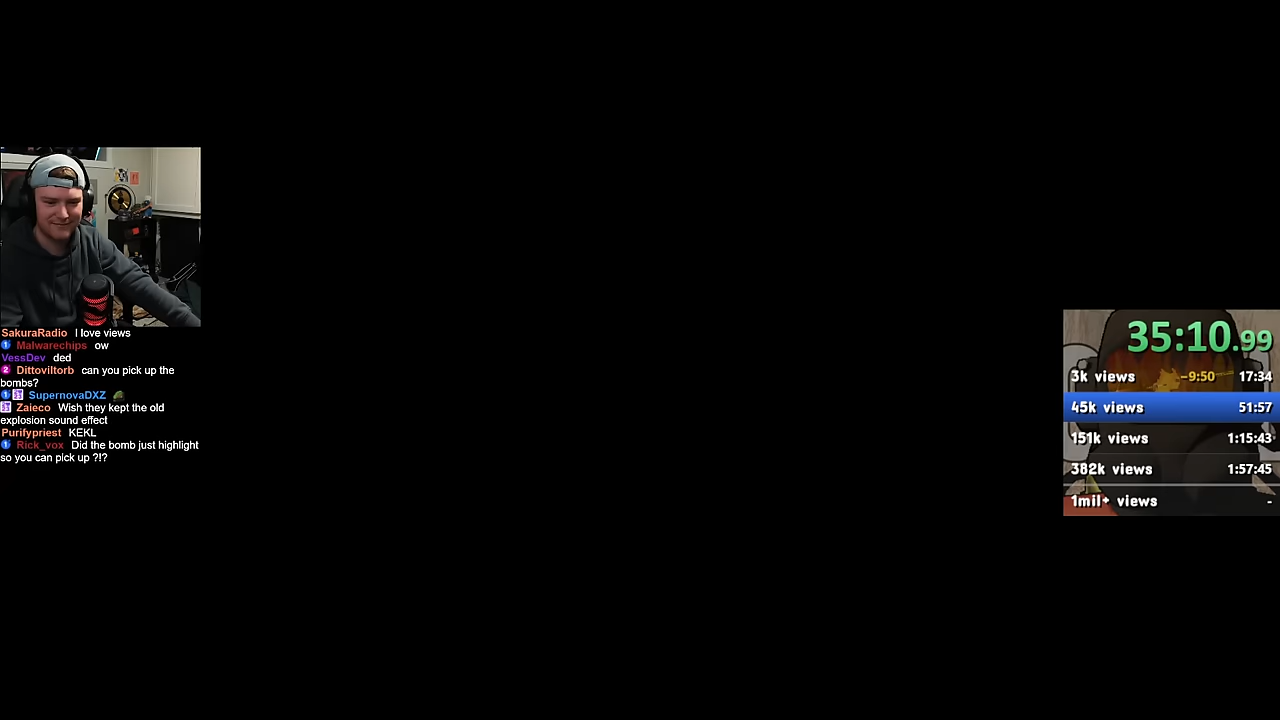 SakuraRadio I love views
Malwarechips ow
VessDev ded
2 Dittoviltorb can you pick up the
bombs?
SupernovaDXZ
Zaieco Wish they kept the old
explosion sound effect
Purifypriest KEKL
Rick_vox Did the bomb just highlight
so you can pick up ?!?
35:10.99
3k views -9:50 17:34
45k views 51:57
151k views 1:15:43
382k views 1:57:45
1mil+ views -